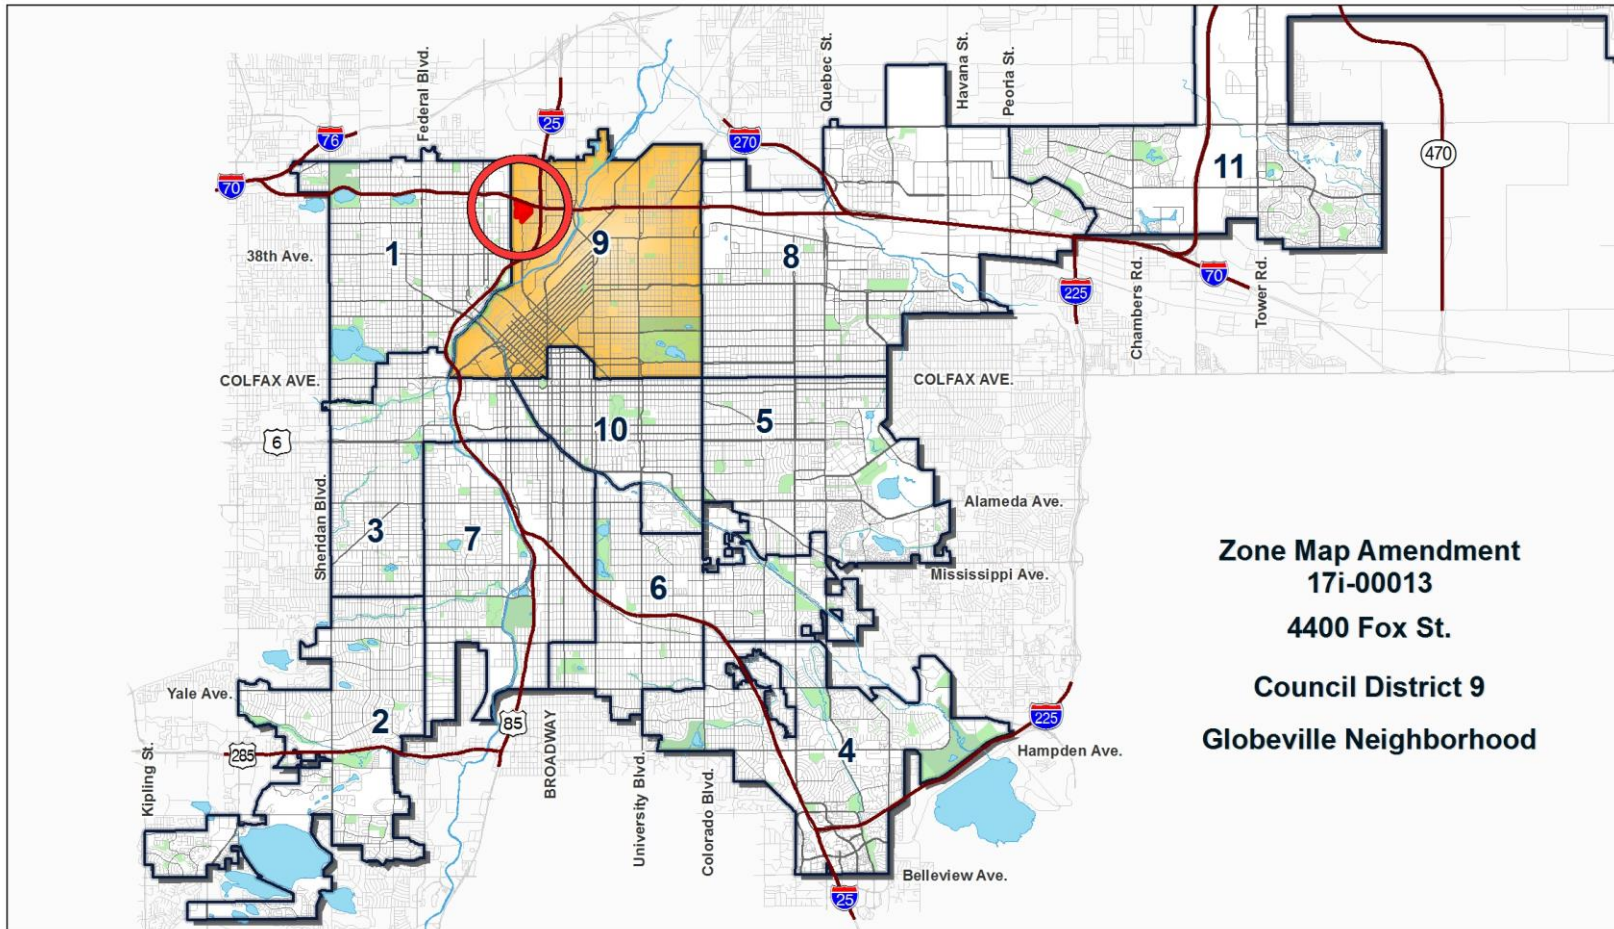 Federal Blvd.
Quebec St.
Havana St.
Peoria St.
25
76
270
470
70
11
38th Ave.
1
9
8
225
Chambers Rd.
70
Tower Rd.
COLFAX AVE.
COLFAX AVE.
6
10
5
Sheridan Blvd.
Alameda Ave.
3
7
Mississippi Ave.
6
Zone Map Amendment
17i-00013
4400 Fox St.
Council District 9
Globeville Neighborhood
Yale Ave.
2
85
BROADWAY
225
285
4
Hampden Ave.
Kipling St.
University Blvd.
Colorado Blvd.
Belleview Ave.
25